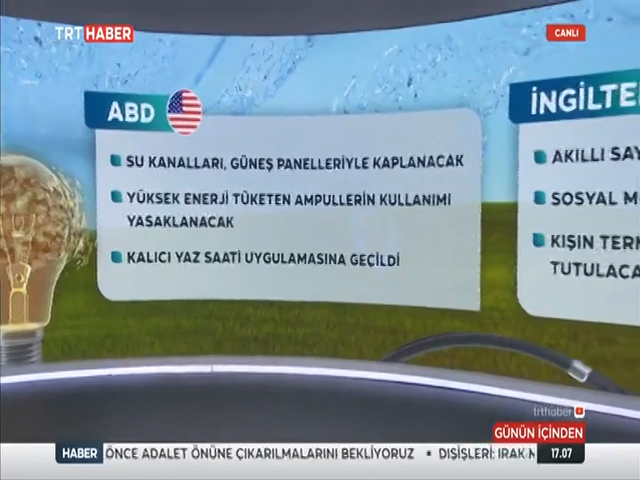 TRT HABER
CANLI
ABD
SU KANALLARI, GÜNEŞ PANELLERİYLE KAPLANACAK
YÜKSEK ENERJİ TÜKETEN AMPULLERİN KULLANIMI
YASAKLANACAK
KALICI YAZ SAATİ UYGULAMASINA GEÇİLDİ
İNGİLTE
AKILLI SAY
SOSYAL M
KIŞIN TERM
TUTULACA
trthaber
GÜNÜN İÇİNDEN
HABER ÖNCE ADALET ÖNÜNE ÇIKARILMALARINI BEKLİYORUZ • DIŞİŞLERİ: IRAK 17.07